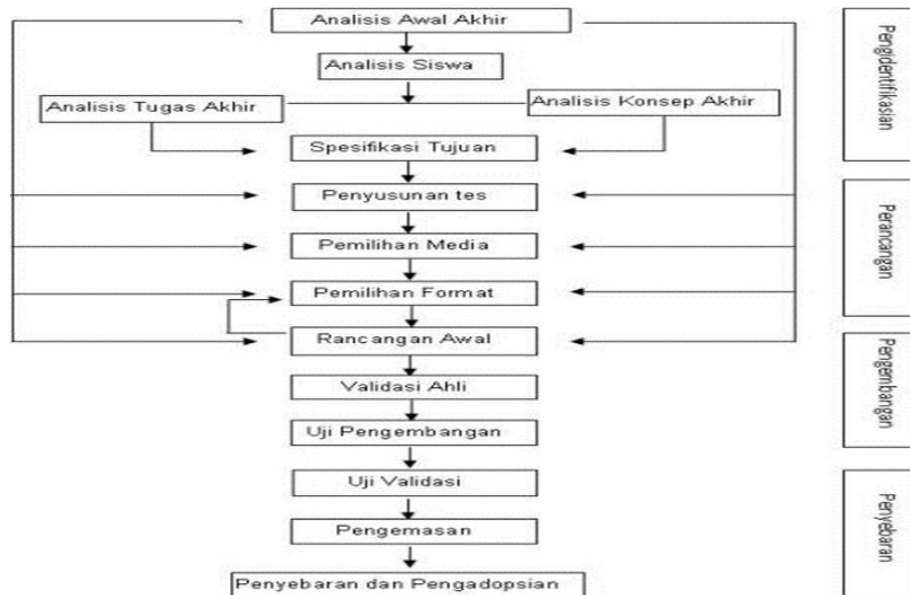 Analisis Awal Akhir
Analisis Siswa
Analisis Tugas Akhir
Analisis Konsep Akhir
Spesifikasi Tujuan
Penyusunan tes
Pemilihan Media
Pemilihan Format
Rancangan Awal
Validasi Ahli
Uji Pengembangan
Uji Validasi
Pengemasan
Penyebaran dan Pengadopsian
Pengidentifikasian
Perancangan
Pengembangan
Penyebaran